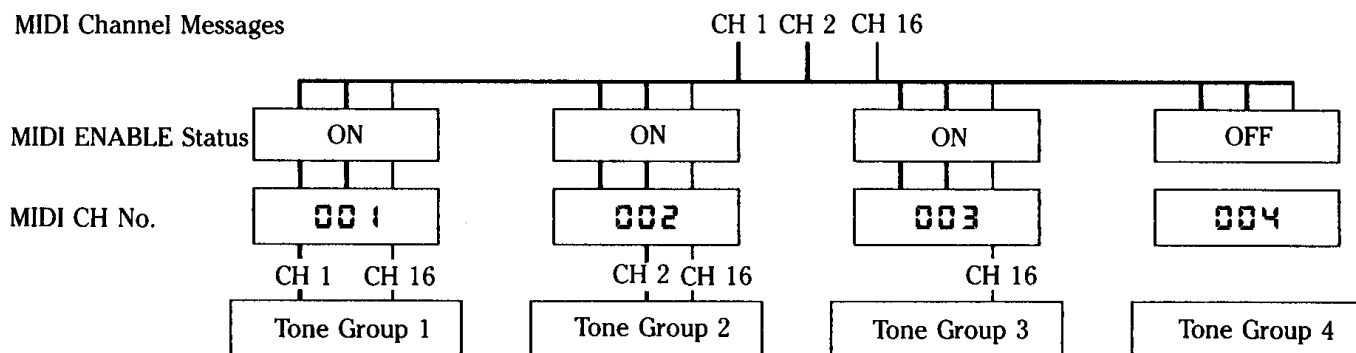 MIDI Channel Messages CH 1 CH 2 CH 16
MIDI ENABLE Status ON ON ON OFF
MIDI CH No. 001 002 003 004
CH 1 CH 16 CH 2 CH 16 CH 16
Tone Group 1 Tone Group 2 Tone Group 3 Tone Group 4